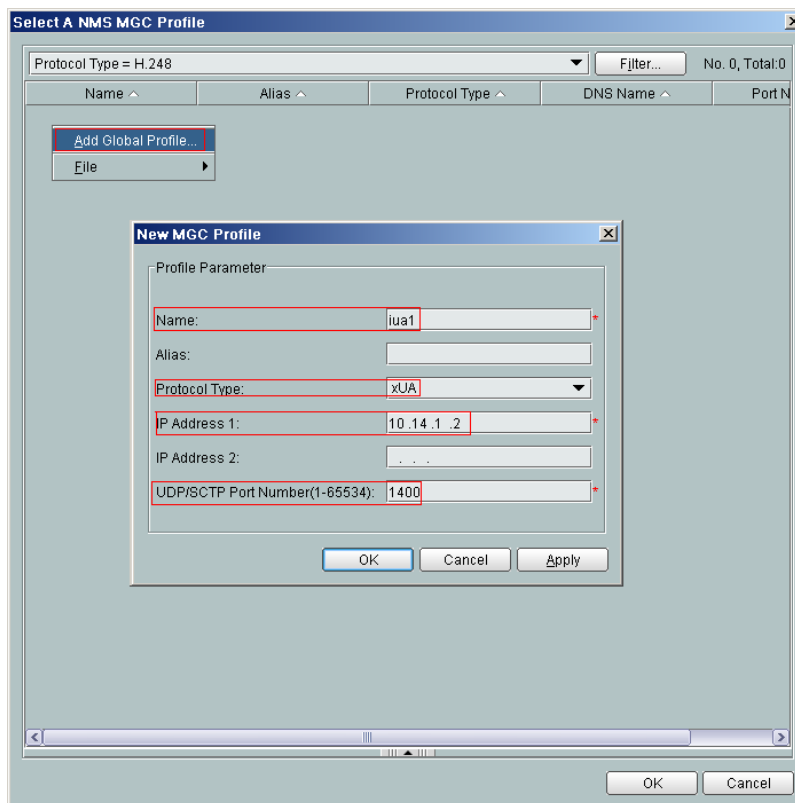 Select A NMS MGC Profile
Protocol Type = H.248 Filter... No. 0, Total:0
Name Alias Protocol Type DNS Name Port N
Add Global Profile...
File
New MGC Profile
Profile Parameter
Name: iua1 *
Alias:
Protocol Type: xUA
IP Address 1: 10 .14 .1 .2 *
IP Address 2: . . .
UDP/SCTP Port Number(1-65534): 1400 *
OK Cancel Apply
OK Cancel